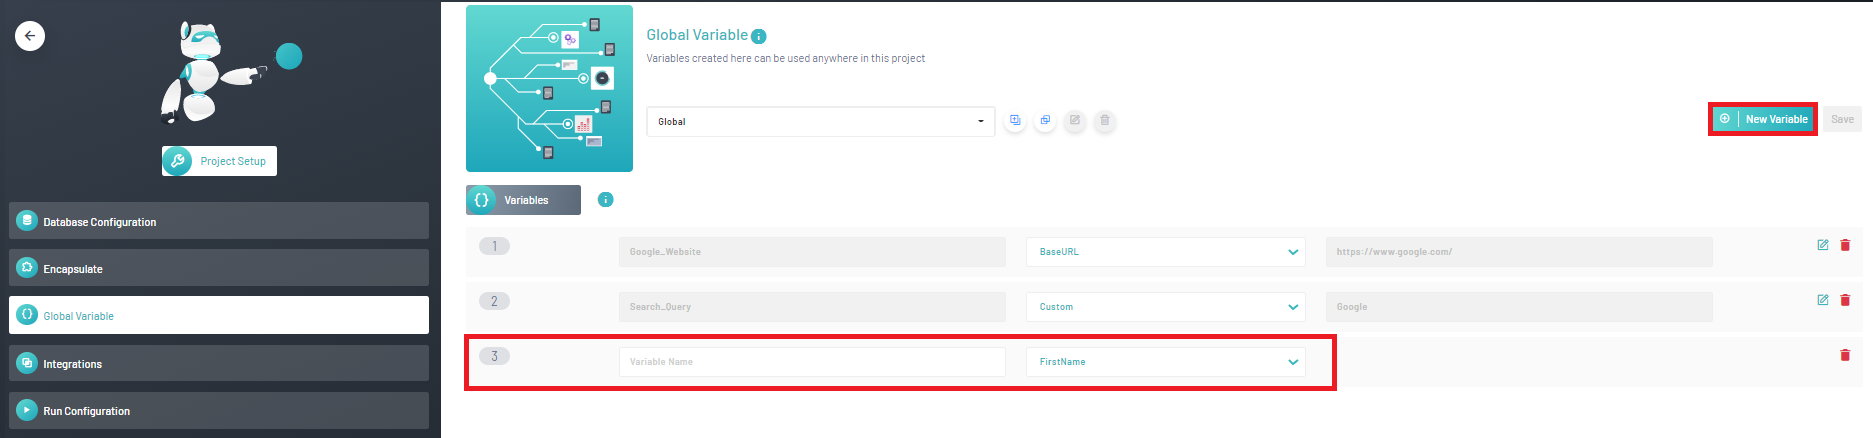 Project Setup
Database Configuration
Encapsulate
Global Variable
Integrations
Run Configuration
Global Variable
Variables created here can be used anywhere in this project
Global
New Variable
Save
Variables
1
Google_Website
BaseURL
https://www.google.com/
2
Search_Query
Custom
Google
3
Variable Name
FirstName